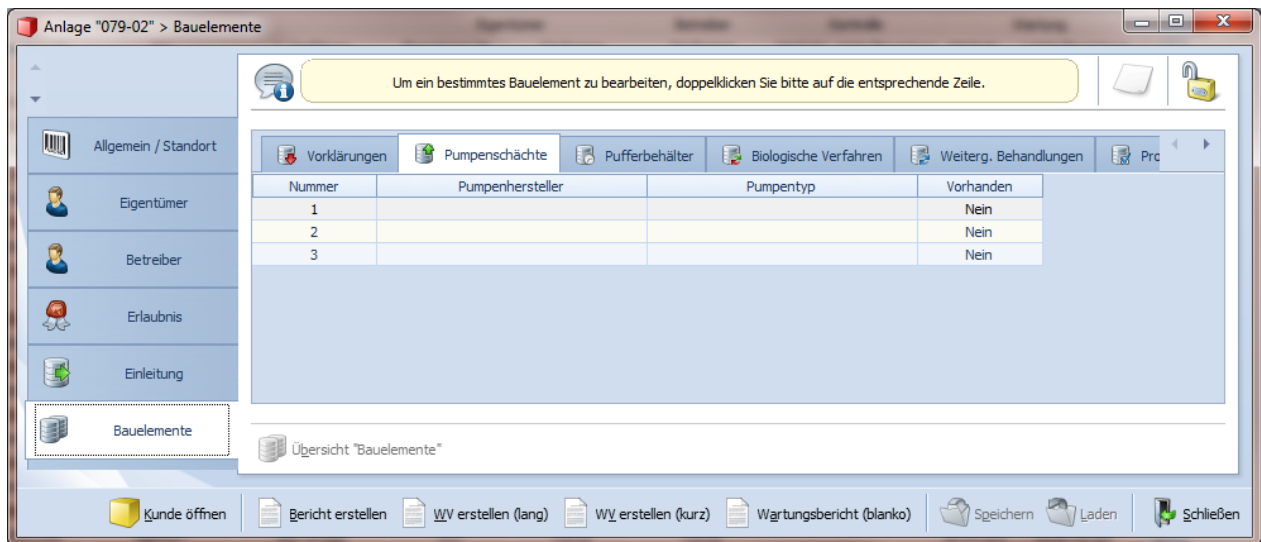 Anlage "079-02" > Bauelemente
Um ein bestimmtes Bauelement zu bearbeiten, doppelklicken Sie bitte auf die entsprechende Zeile.
Allgemein / Standort
Eigentümer
Betreiber
Erlaubnis
Einleitung
Bauelemente
Vorklärungen Pumpenschächte Pufferbehälter Biologische Verfahren Weiterg. Behandlungen Pro
Nummer Pumpenhersteller Pumpentyp Vorhanden
1 Nein
2 Nein
3 Nein
Übersicht "Bauelemente"
Kunde öffnen Bericht erstellen WV erstellen (lang) WV erstellen (kurz) Wartungsbericht (blanko) Speichern Laden Schließen